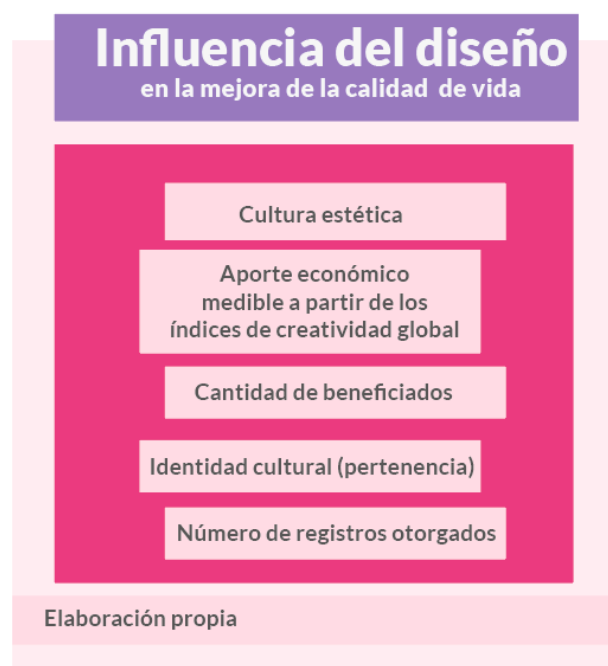 Influencia del diseño
en la mejora de la calidad de vida
Cultura estética
Aporte económico
medible a partir de los
índices de creatividad global
Cantidad de beneficiados
Identidad cultural (pertenencia)
Número de registros otorgados
Elaboración propia